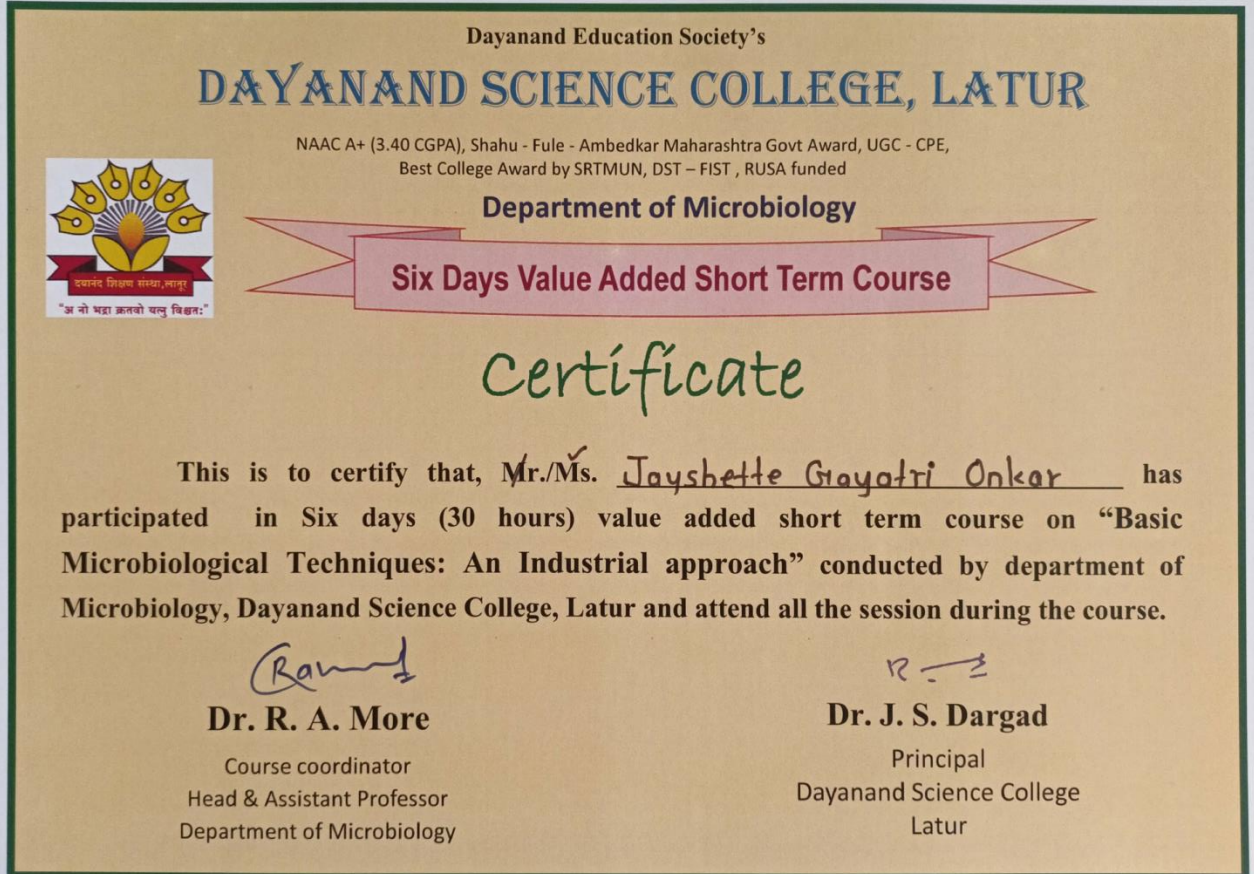 Dayanand Education Society's
DAYANAND SCIENCE COLLEGE, LATUR
NAAC A+ (3.40 CGPA), Shahu - Fule - Ambedkar Maharashtra Govt Award, UGC - CPE,
Best College Award by SRTMUN, DST – FIST , RUSA funded
Department of Microbiology
दयानंद शिक्षण संस्था,लातूर
"अ नो भद्रा क्रतवो यत्नु विश्वतः"
Six Days Value Added Short Term Course
Certificate
This is to certify that, Mr./Ms. Jayshette Gayatri Onkar has
participated in Six days (30 hours) value added short term course on “Basic
Microbiological Techniques: An Industrial approach” conducted by department of
Microbiology, Dayanand Science College, Latur and attend all the session during the course.
Dr. R. A. More
Course coordinator
Head & Assistant Professor
Department of Microbiology
Dr. J. S. Dargad
Principal
Dayanand Science College
Latur